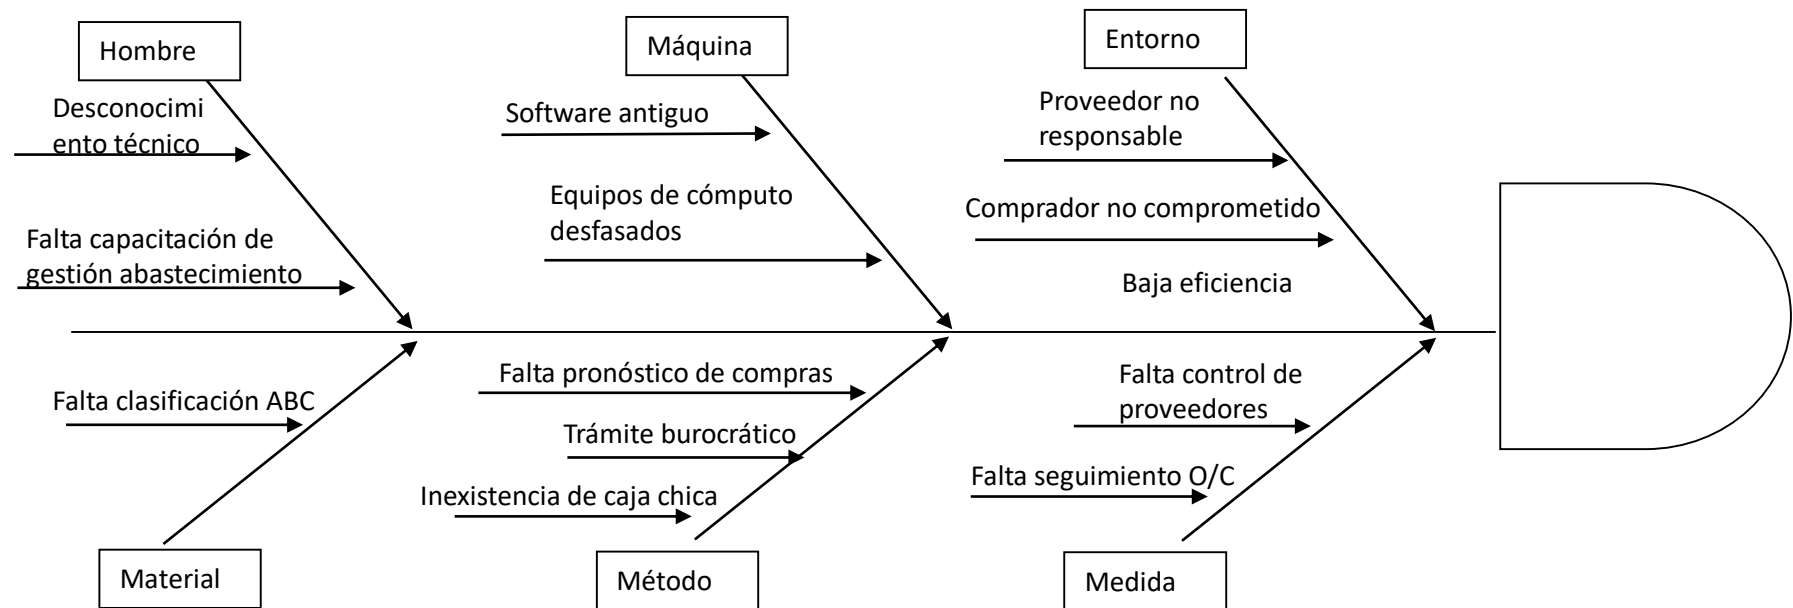 Hombre
Máquina
Entorno
Desconocimi
ento técnico
Software antiguo
Proveedor no
responsable
Equipos de cómputo
desfasados
Comprador no comprometido
Falta capacitación de
gestión abastecimiento
Baja eficiencia
Falta clasificación ABC
Falta pronóstico de compras
Falta control de
proveedores
Trámite burocrático
Falta seguimiento O/C
Inexistencia de caja chica
Material
Método
Medida